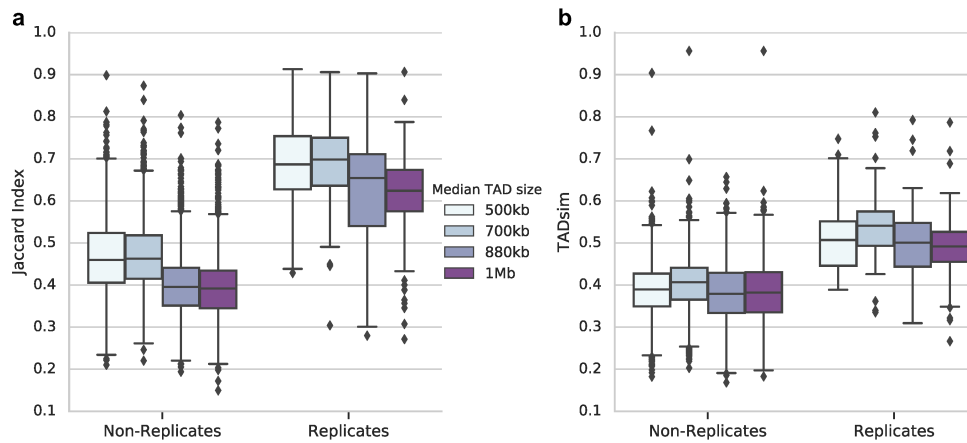 a
1.0
0.9
0.8
0.7
0.6
0.5
0.4
0.3
0.2
0.1
Jaccard Index
Non-Replicates
Replicates
Median TAD size
500kb
700kb
880kb
1Mb
b
1.0
0.9
0.8
0.7
0.6
0.5
0.4
0.3
0.2
0.1
TADsim
Non-Replicates
Replicates